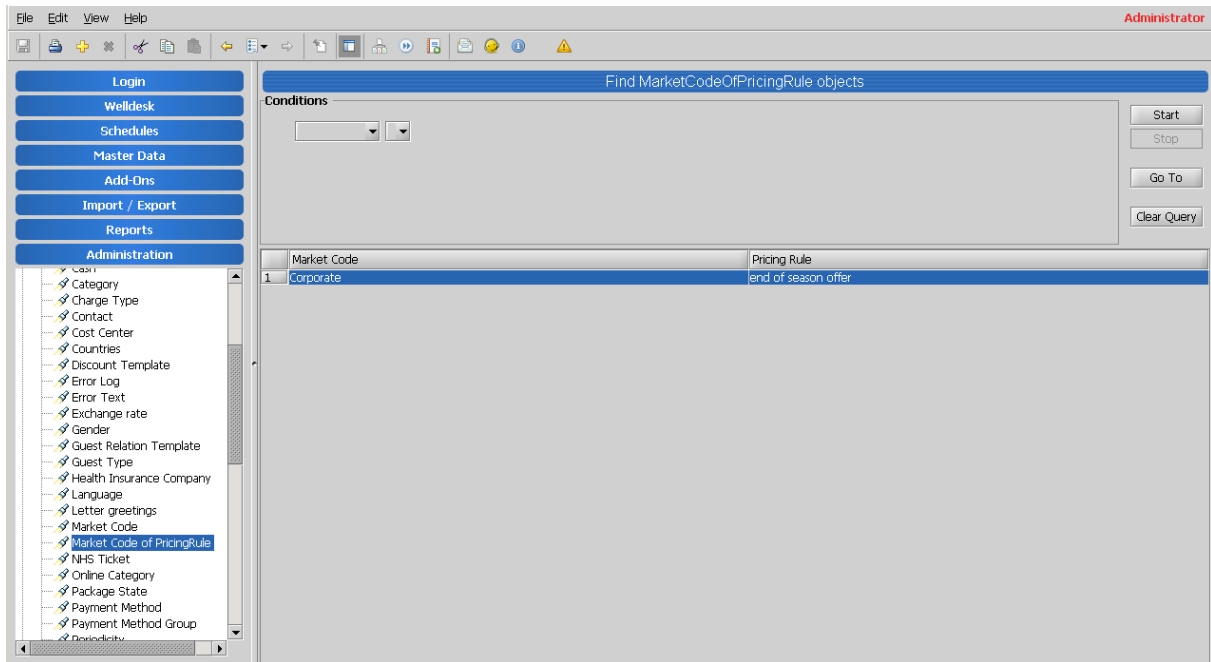 File Edit View Help
Administrator
Login
Welldesk
Schedules
Master Data
Add-Ons
Import / Export
Reports
Administration
Cash
Category
Charge Type
Contact
Cost Center
Countries
Discount Template
Error Log
Error Text
Exchange rate
Gender
Guest Relation Template
Guest Type
Health Insurance Company
Language
Letter greetings
Market Code
Market Code of PricingRule
NHS Ticket
Online Category
Package State
Payment Method
Payment Method Group
Periodicity
Find MarketCodeOfPricingRule objects
Conditions
Start
Stop
Go To
Clear Query
Market Code Pricing Rule
1 Corporate end of season offer